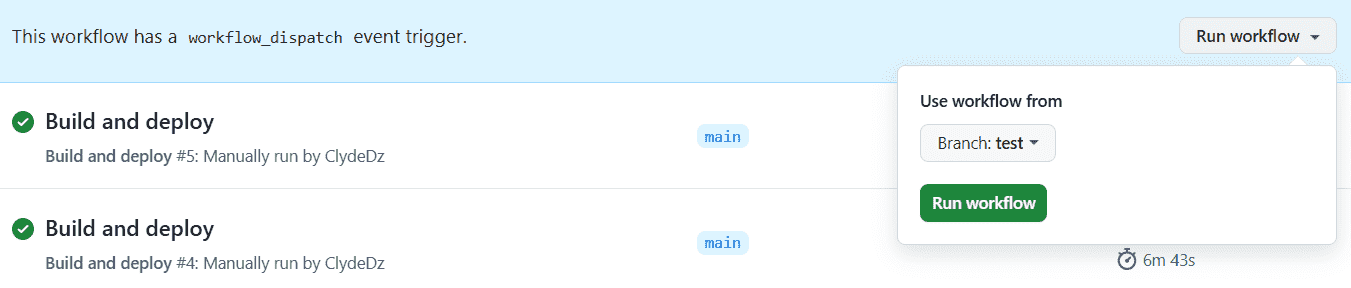 This workflow has a workflow_dispatch event trigger.
Run workflow
Use workflow from
Branch: test
Run workflow
Build and deploy
main
Build and deploy #5: Manually run by ClydeDz
Build and deploy
main
Build and deploy #4: Manually run by ClydeDz
6m 43s